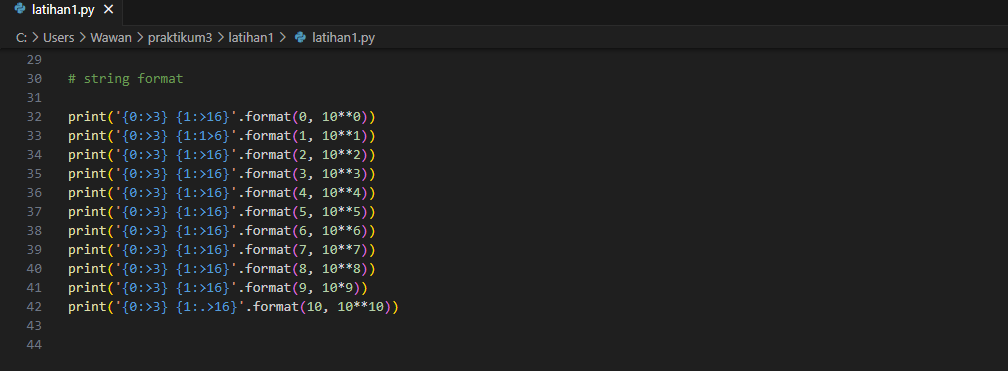 latihan1.py ×
C: > Users > Wawan > praktikum3 > latihan1 > latihan1.py
29
30 # string format
31
32 print('{0:>3} {1:>16}'.format(0, 10**0))
33 print('{0:>3} {1:1>6}'.format(1, 10**1))
34 print('{0:>3} {1:>16}'.format(2, 10**2))
35 print('{0:>3} {1:>16}'.format(3, 10**3))
36 print('{0:>3} {1:>16}'.format(4, 10**4))
37 print('{0:>3} {1:>16}'.format(5, 10**5))
38 print('{0:>3} {1:>16}'.format(6, 10**6))
39 print('{0:>3} {1:>16}'.format(7, 10**7))
40 print('{0:>3} {1:>16}'.format(8, 10**8))
41 print('{0:>3} {1:>16}'.format(9, 10*9))
42 print('{0:>3} {1:.>16}'.format(10, 10**10))
43
44